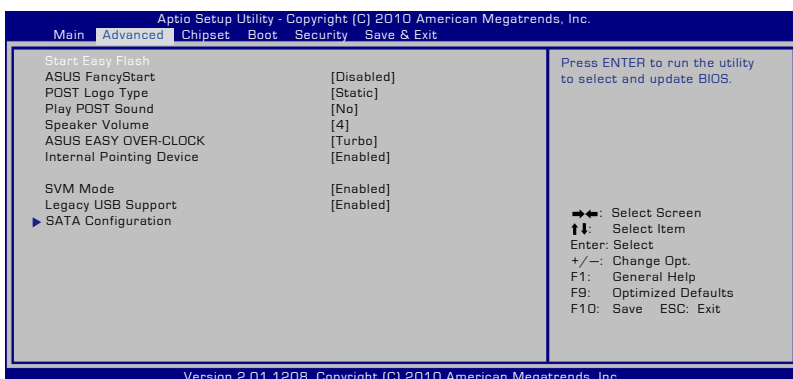 Aptio Setup Utility - Copyright (C) 2010 American Megatrends, Inc.
Main Advanced Chipset Boot Security Save & Exit
Start Easy Flash
ASUS FancyStart [Disabled]
POST Logo Type [Static]
Play POST Sound [No]
Speaker Volume [4]
ASUS EASY OVER-CLOCK [Turbo]
Internal Pointing Device [Enabled]
SVM Mode [Enabled]
Legacy USB Support [Enabled]
SATA Configuration
Press ENTER to run the utility
to select and update BIOS.
→←: Select Screen
↑↓: Select Item
Enter: Select
+/—: Change Opt.
F1: General Help
F9: Optimized Defaults
F10: Save ESC: Exit
Version 2.01.1208. Copyright (C) 2010 American Megatrends, Inc.